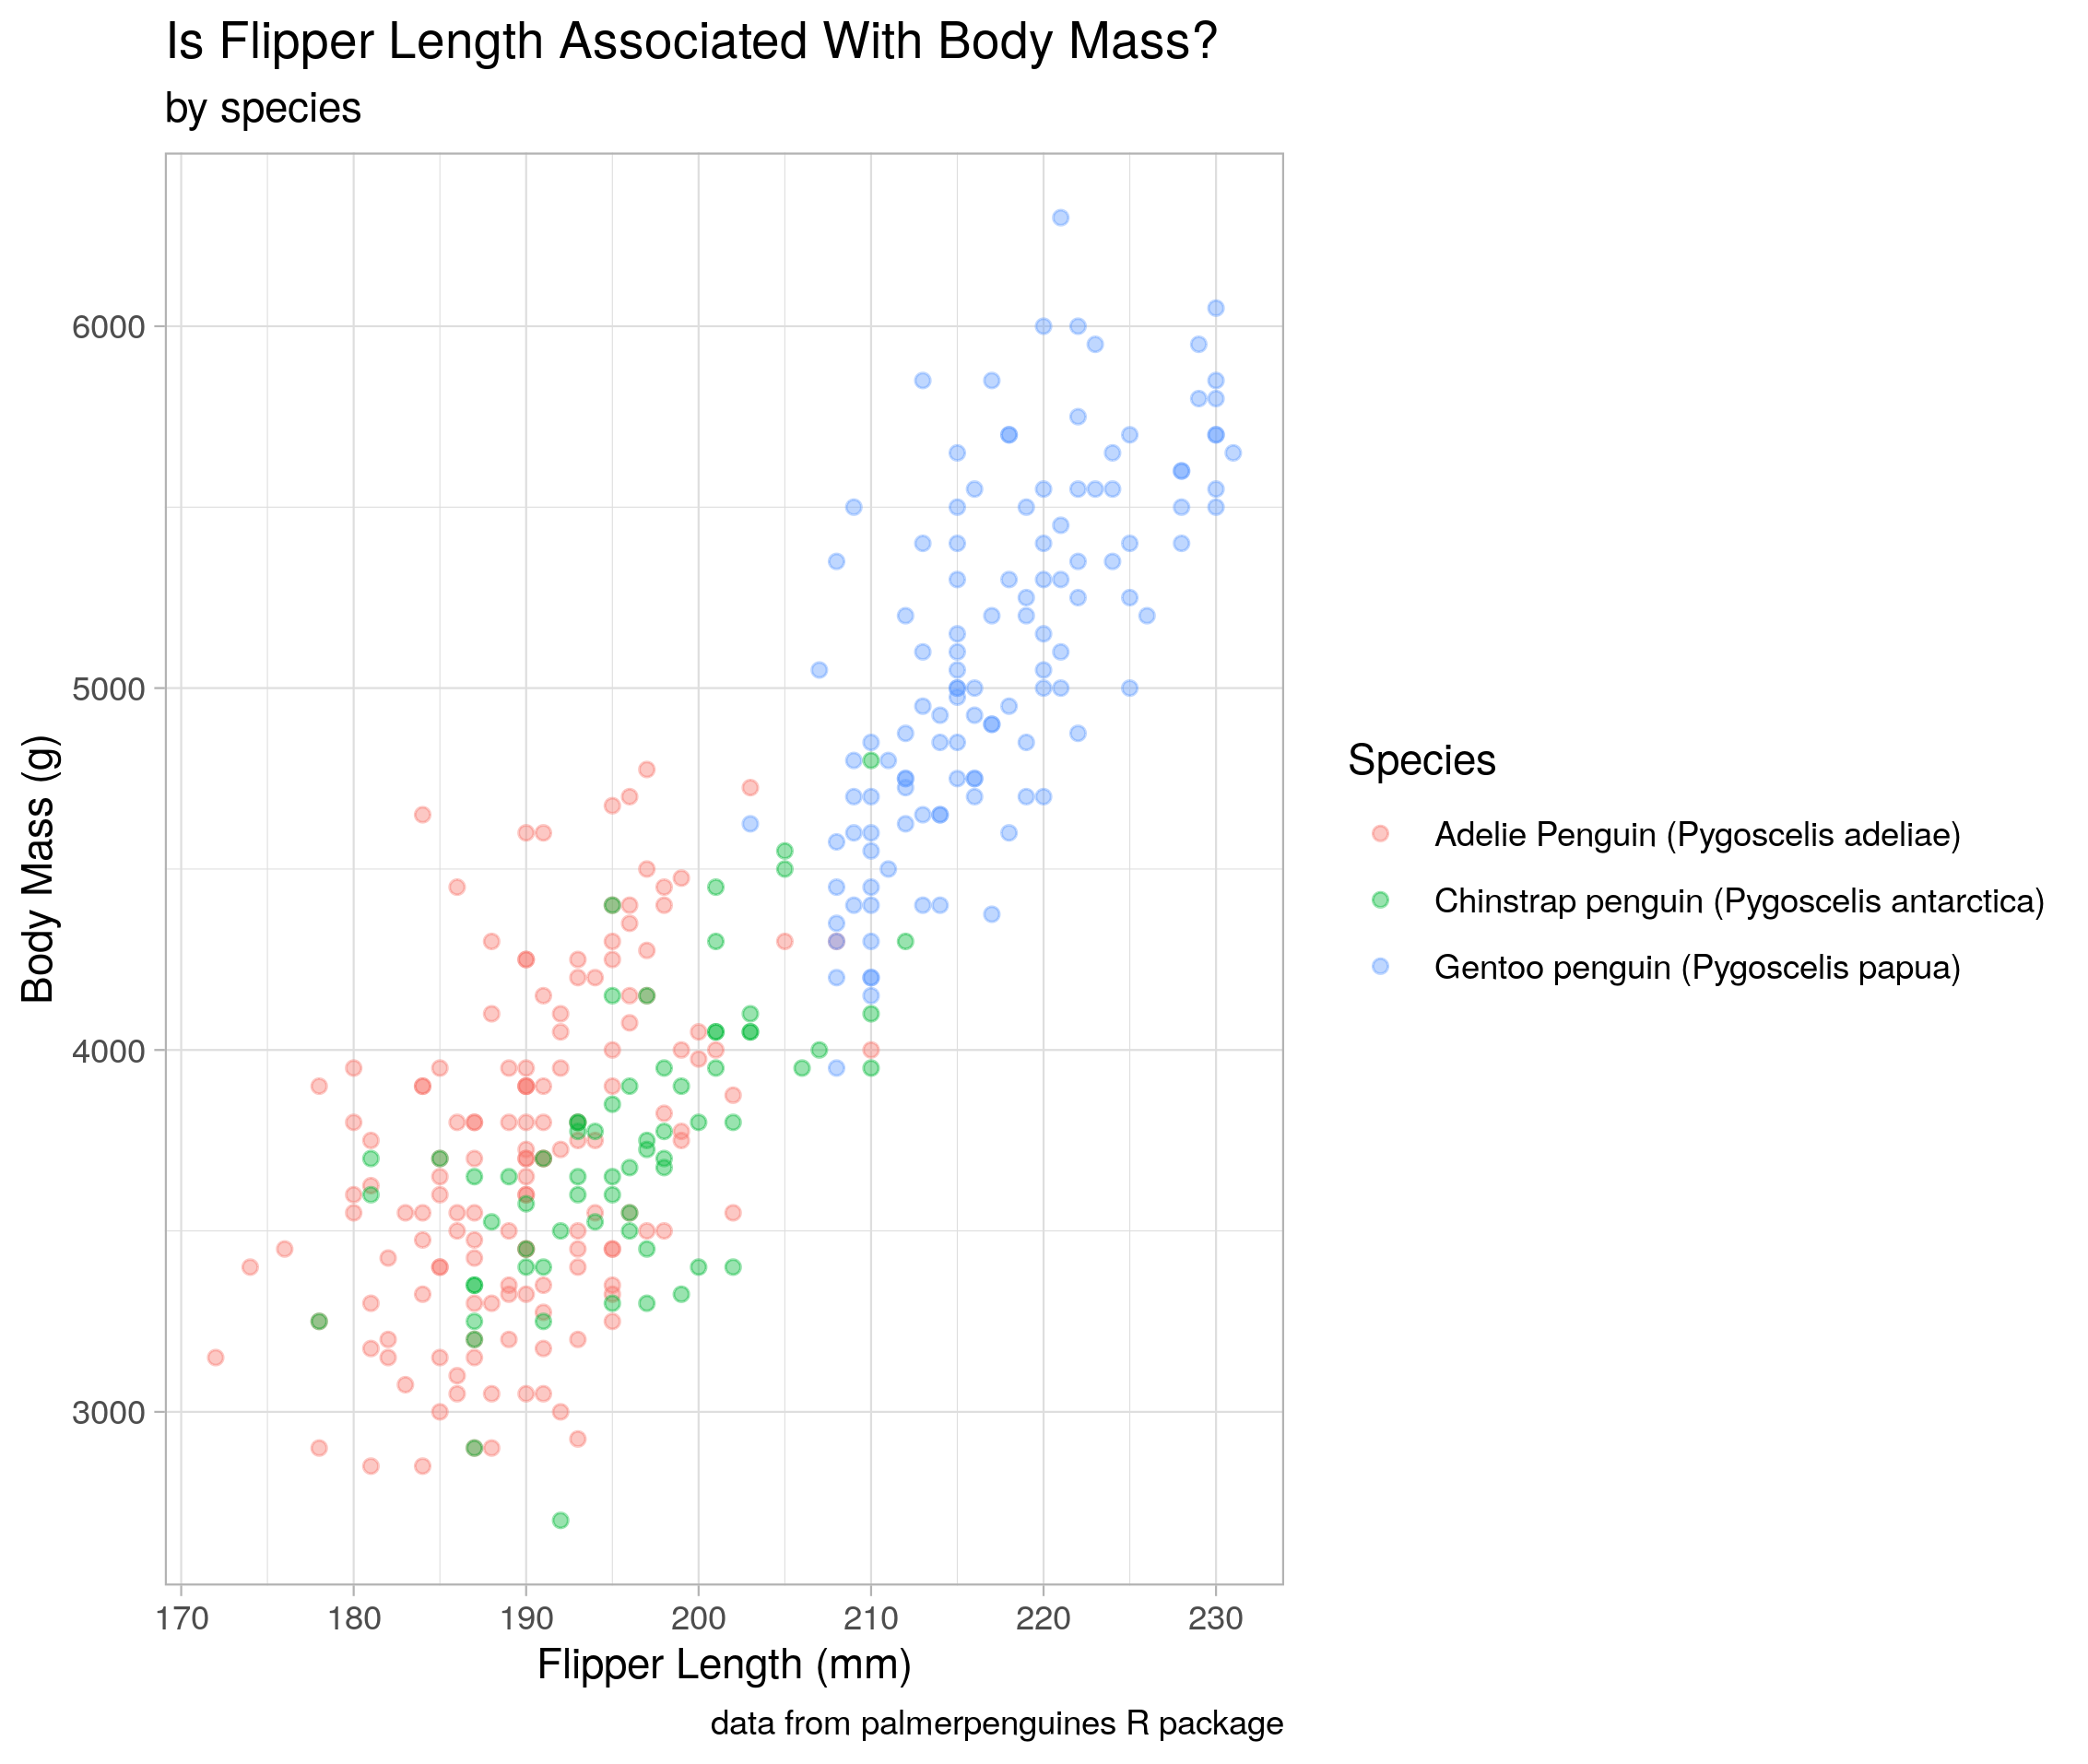 Is Flipper Length Associated With Body Mass?
by species
6000
5000
4000
3000
Body Mass (g)
170 180 190 200 210 220 230
Flipper Length (mm)
data from palmerpenguines R package
Species
Adelie Penguin (Pygoscelis adeliae)
Chinstrap penguin (Pygoscelis antarctica)
Gentoo penguin (Pygoscelis papua)